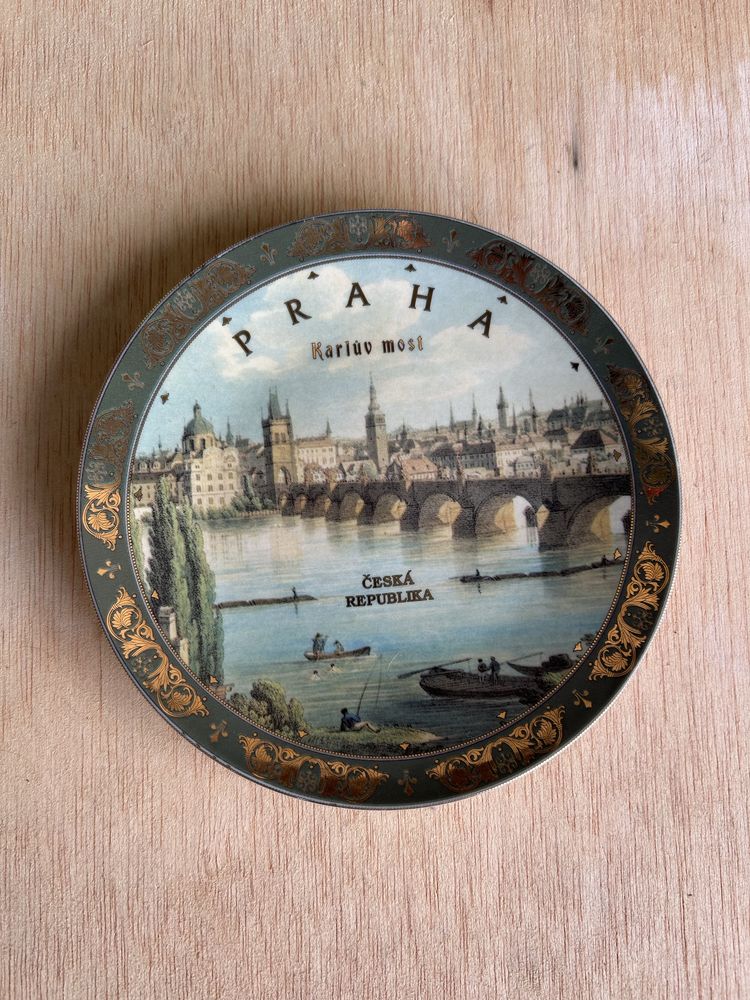 PRAHA
Karlův most
ČESKÁ
REPUBLIKA